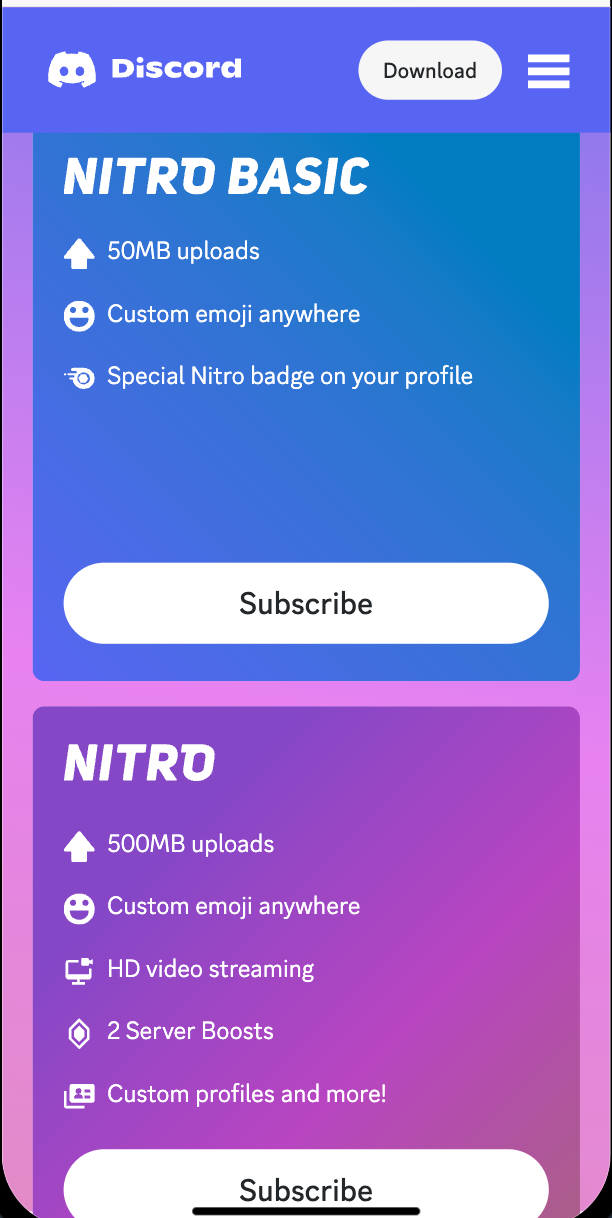 Discord
Download
NITRO BASIC
50MB uploads
Custom emoji anywhere
Special Nitro badge on your profile
Subscribe
NITRO
500MB uploads
Custom emoji anywhere
HD video streaming
2 Server Boosts
Custom profiles and more!
Subscribe